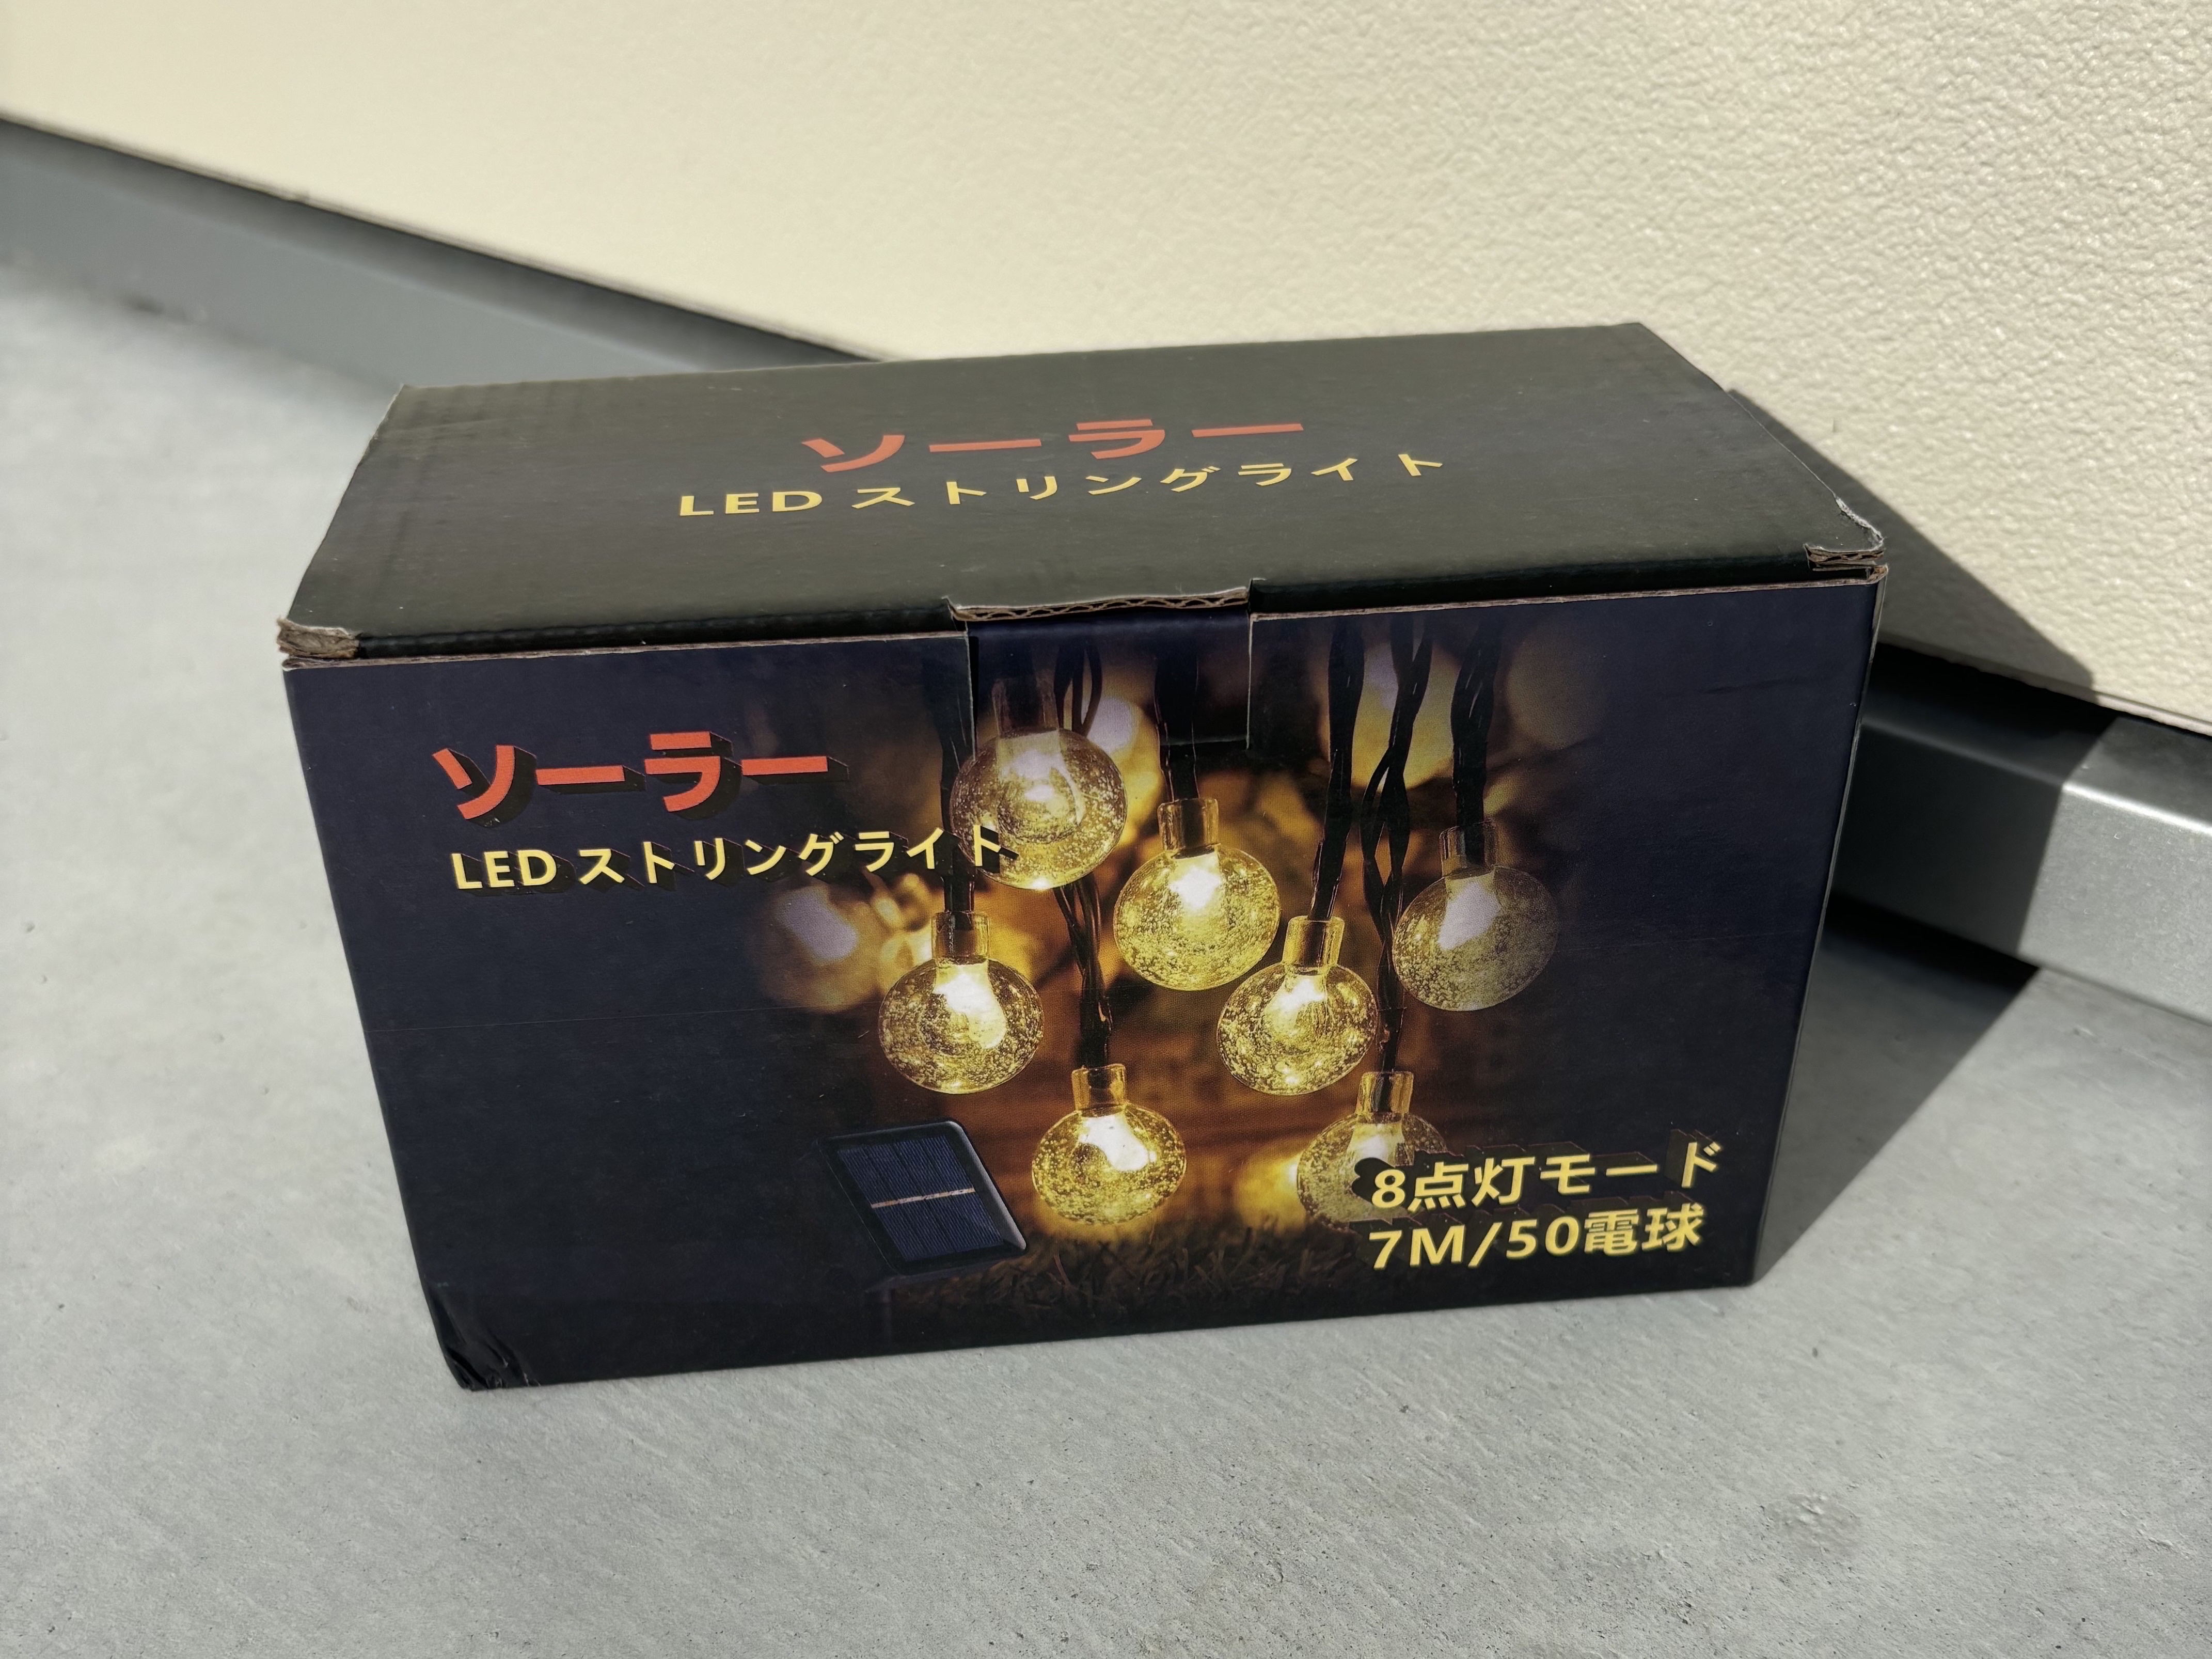 ソーラー
LED ストリングライト
ソーラー
LED ストリングライト
8点灯モード
7M/50電球